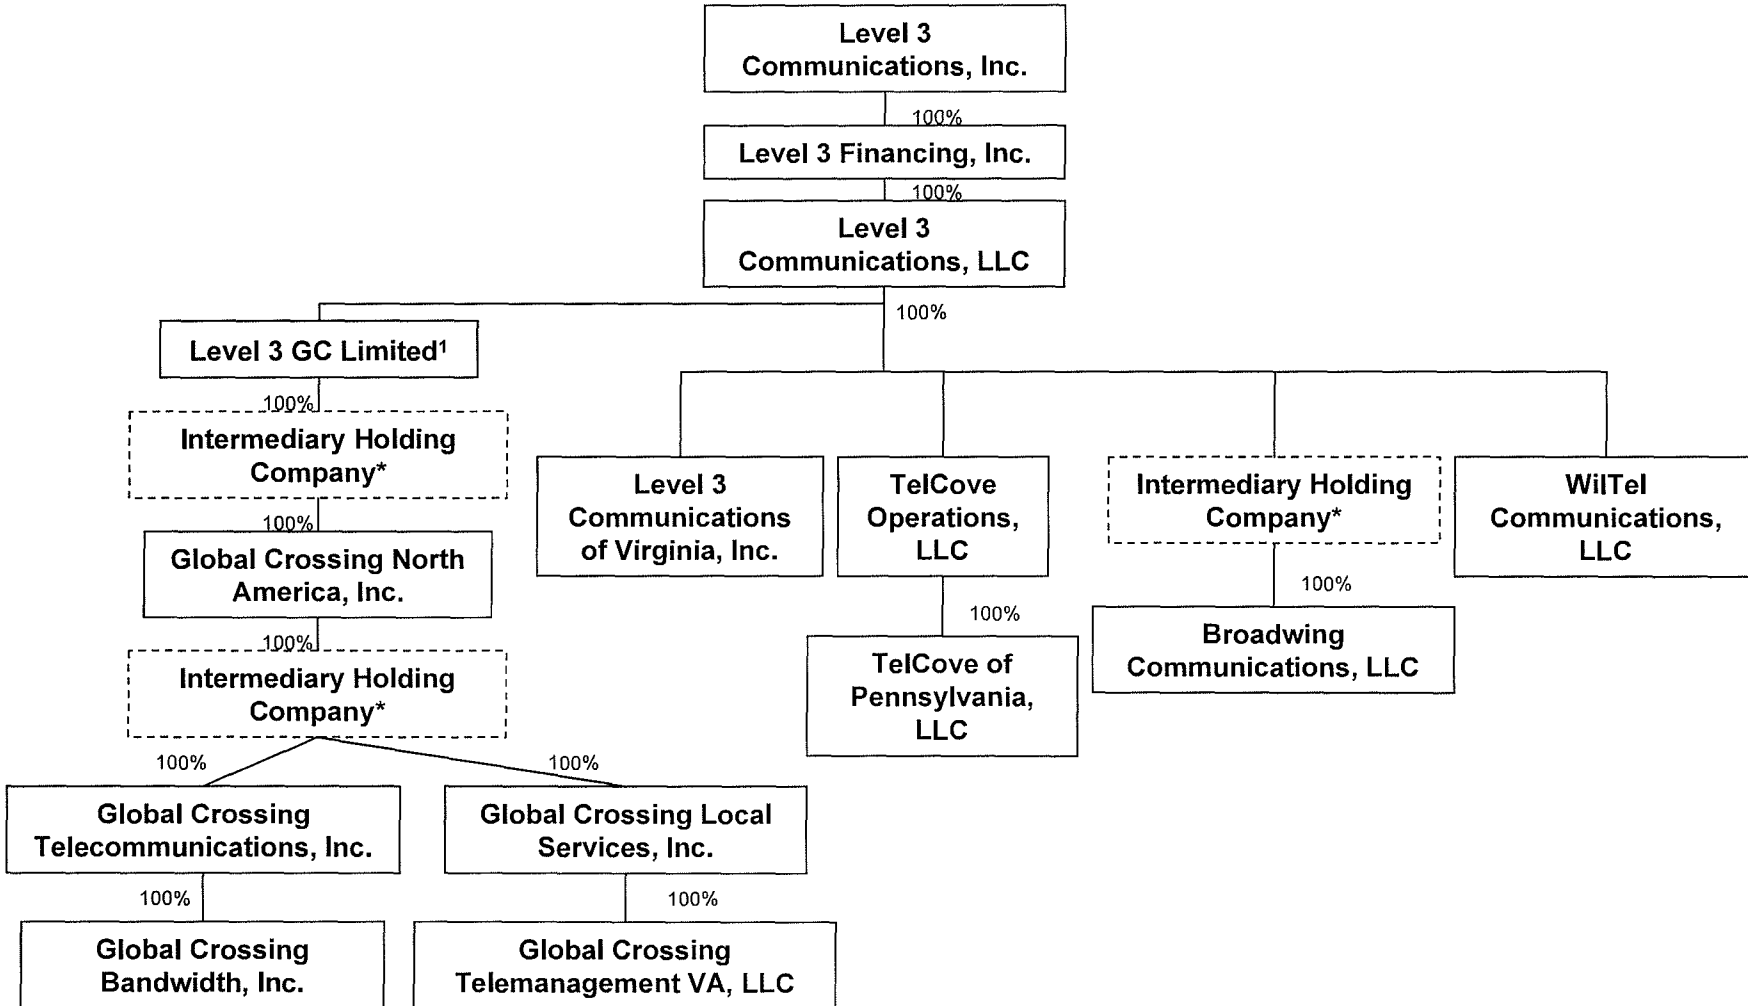 Level 3
Communications, Inc.
100%
Level 3 Financing, Inc.
100%
Level 3
Communications, LLC
100%
Level 3 GC Limited¹
100%
Intermediary Holding
Company*
100%
Global Crossing North
America, Inc.
100%
Intermediary Holding
Company*
100%
100%
Global Crossing
Telecommunications, Inc.
100%
Global Crossing
Bandwidth, Inc.
Global Crossing Local
Services, Inc.
100%
Global Crossing
Telemanagement VA, LLC
Level 3
Communications
of Virginia, Inc.
TelCove
Operations,
LLC
100%
TelCove of
Pennsylvania,
LLC
Intermediary Holding
Company*
100%
Broadwing
Communications, LLC
WilTel
Communications,
LLC